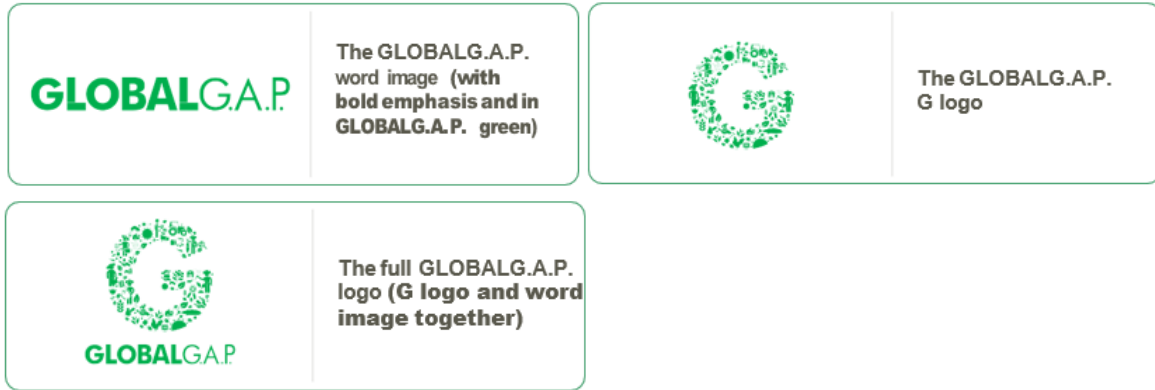 GLOBALG.A.P.
The GLOBALG.A.P.
word image (with
bold emphasis and in
GLOBALG.A.P. green)
The GLOBALG.A.P.
G logo
G
GLOBALG.A.P.
The full GLOBALG.A.P.
logo (G logo and word
image together)